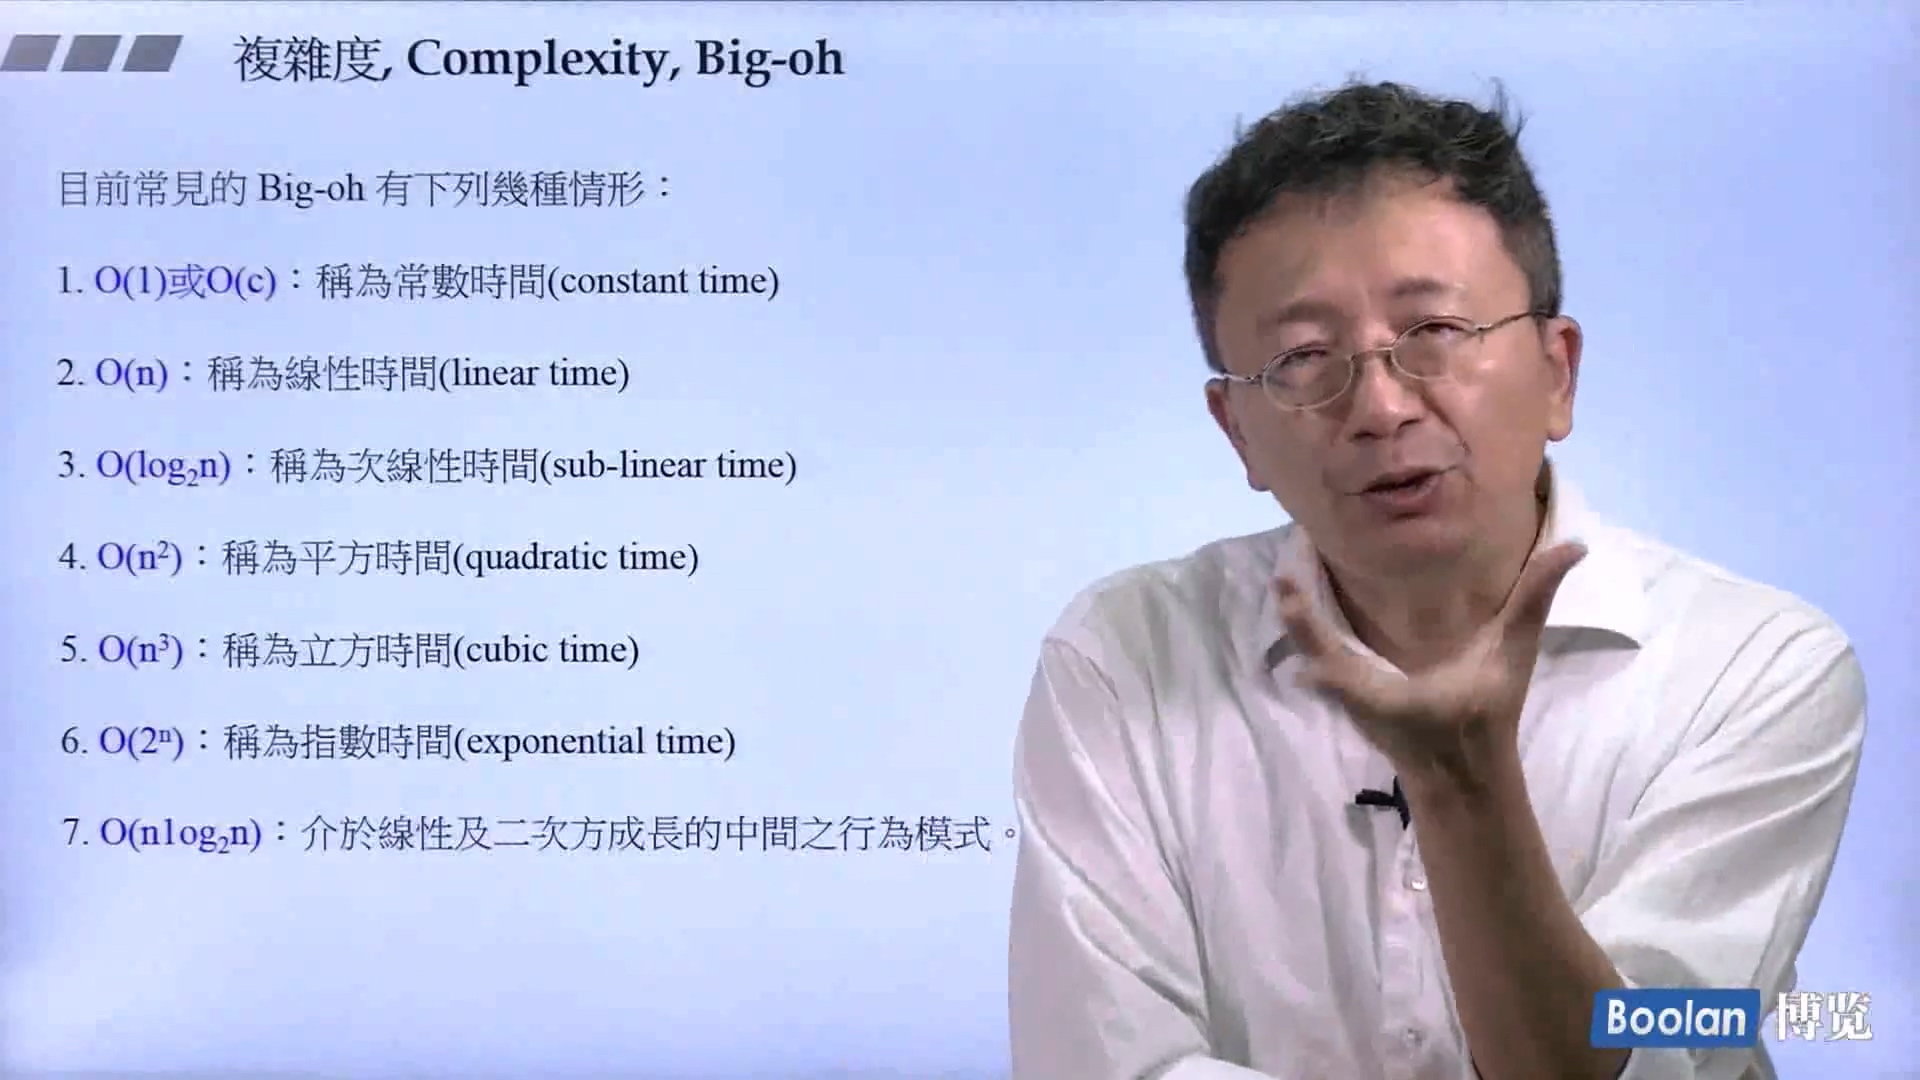 複雜度, Complexity, Big-oh
目前常見的 Big-oh 有下列幾種情形：
1. O(1)或O(c)：稱為常數時間(constant time)
2. O(n)：稱為線性時間(linear time)
3. O(log₂n)：稱為次線性時間(sub-linear time)
4. O(n²)：稱為平方時間(quadratic time)
5. O(n³)：稱為立方時間(cubic time)
6. O(2ⁿ)：稱為指數時間(exponential time)
7. O(nlog₂n)：介於線性及二次方成長的中間之行為模式。
Boolan 博览